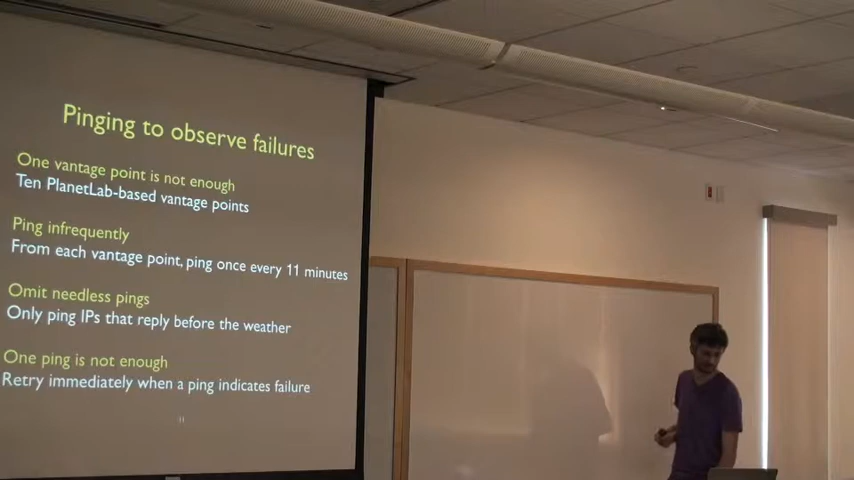 Pinging to observe failures
One vantage point is not enough
Ten PlanetLab-based vantage points
Ping infrequently
From each vantage point, ping once every 11 minutes
Omit needless pings
Only ping IPs that reply before the weather
One ping is not enough
Retry immediately when a ping indicates failure
11